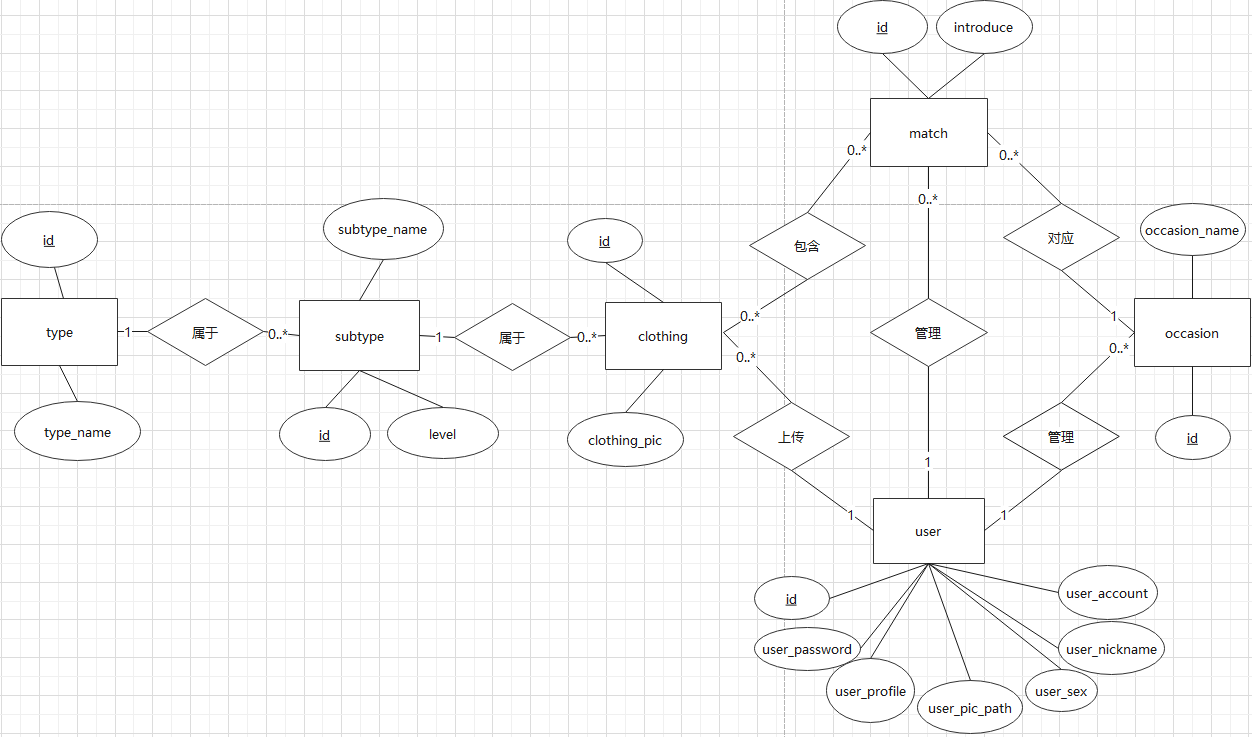 id
introduce
match
0..*
0..*
0..*
subtype_name
id
id
包含
对应
occasion_name
type
1
属于
0..*
subtype
1
属于
0..*
clothing
0..*
0..*
管理
1
0..*
occasion
type_name
id
level
clothing_pic
上传
管理
id
1
1
1
user
id
user_account
user_password
user_nickname
user_profile
user_pic_path
user_sex